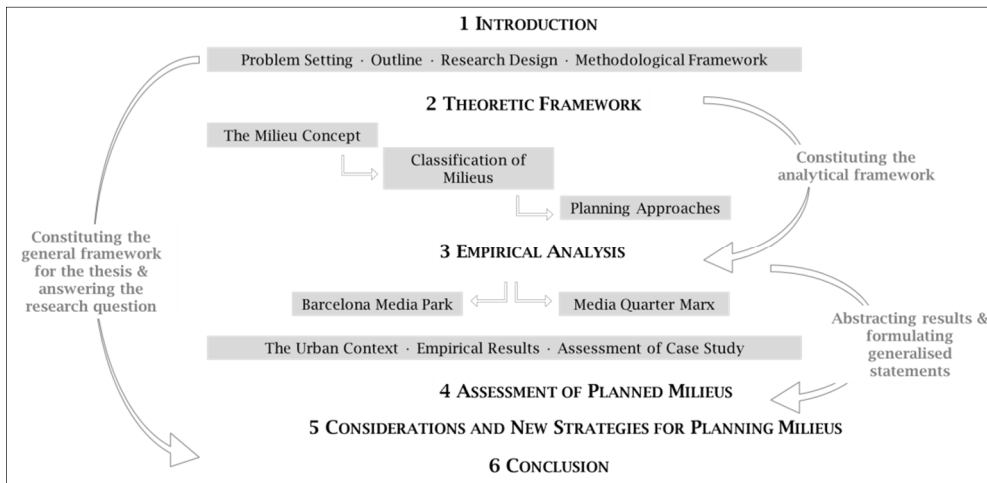 1 INTRODUCTION
Problem Setting · Outline · Research Design · Methodological Framework
2 THEORETIC FRAMEWORK
The Milieu Concept
Classification of
Milieus
Planning Approaches
Constituting the
analytical framework
Constituting the
general framework
for the thesis &
answering the
research question
3 EMPIRICAL ANALYSIS
Barcelona Media Park
Media Quarter Marx
The Urban Context · Empirical Results · Assessment of Case Study
Abstracting results &
formulating
generalised
statements
4 ASSESSMENT OF PLANNED MILIEUS
5 CONSIDERATIONS AND NEW STRATEGIES FOR PLANNING MILIEUS
6 CONCLUSION